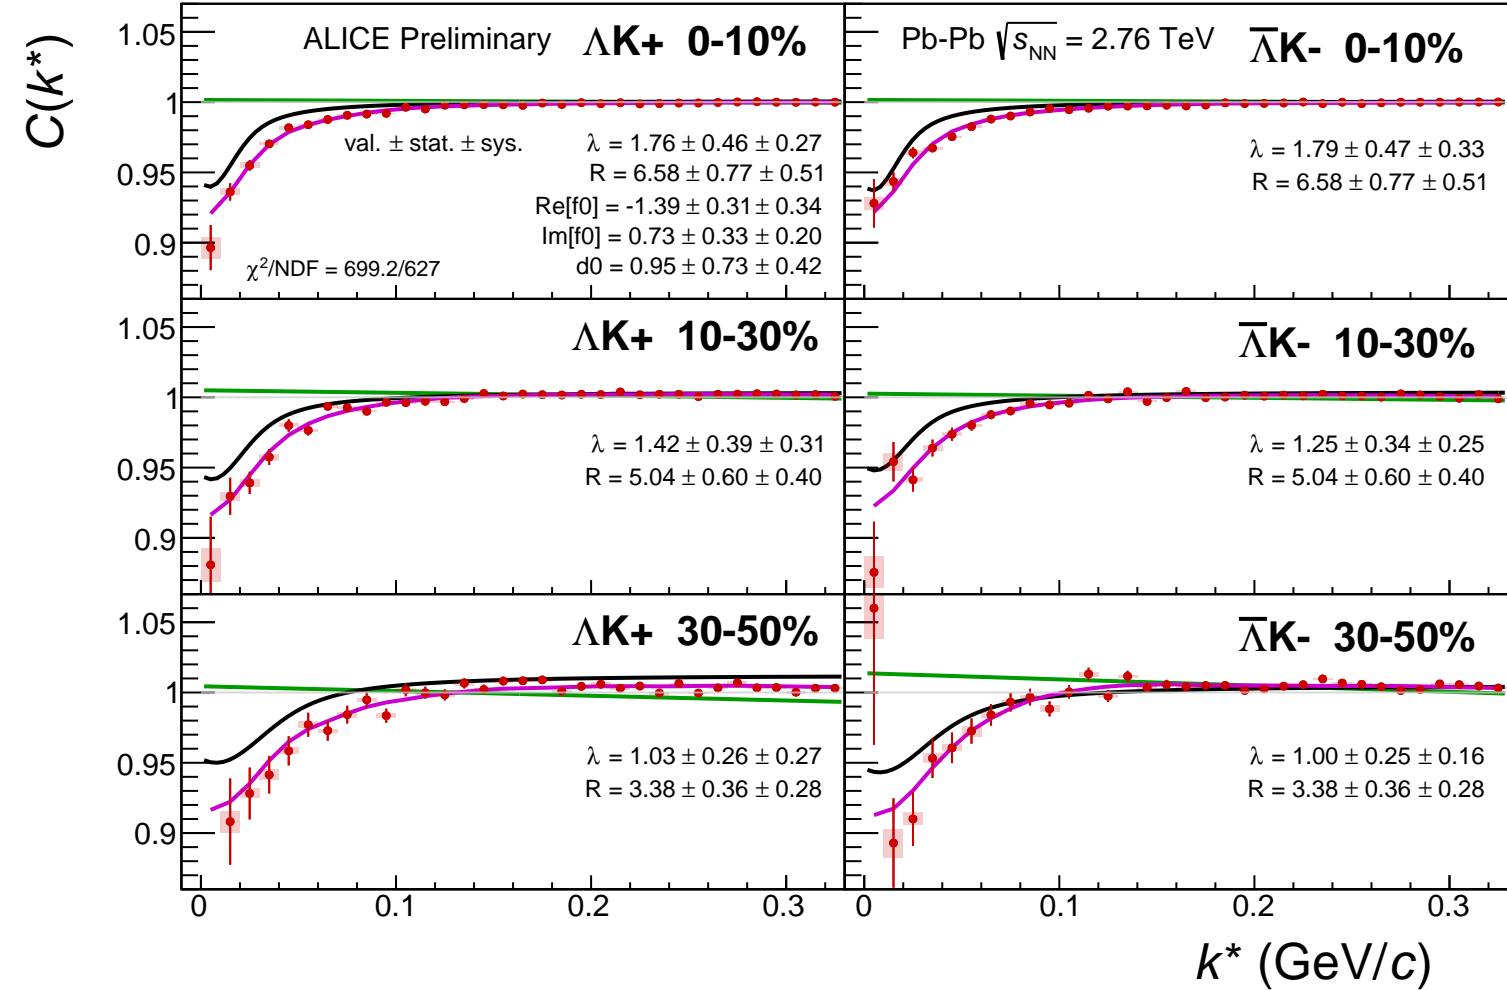 C(k*)
ALICE Preliminary ΛK+ 0-10%
val. ± stat. ± sys.
λ = 1.76 ± 0.46 ± 0.27
R = 6.58 ± 0.77 ± 0.51
Re[f0] = -1.39 ± 0.31 ± 0.34
Im[f0] = 0.73 ± 0.33 ± 0.20
d0 = 0.95 ± 0.73 ± 0.42
χ²/NDF = 699.2/627
1.05
1
0.95
0.9
Pb-Pb √s_NN = 2.76 TeV Λ̅K- 0-10%
λ = 1.79 ± 0.47 ± 0.33
R = 6.58 ± 0.77 ± 0.51
ΛK+ 10-30%
λ = 1.42 ± 0.39 ± 0.31
R = 5.04 ± 0.60 ± 0.40
1.05
1
0.95
0.9
Λ̅K- 10-30%
λ = 1.25 ± 0.34 ± 0.25
R = 5.04 ± 0.60 ± 0.40
ΛK+ 30-50%
λ = 1.03 ± 0.26 ± 0.27
R = 3.38 ± 0.36 ± 0.28
1.05
1
0.95
0.9
Λ̅K- 30-50%
λ = 1.00 ± 0.25 ± 0.16
R = 3.38 ± 0.36 ± 0.28
0 0.1 0.2 0.3
0 0.1 0.2 0.3
k* (GeV/c)